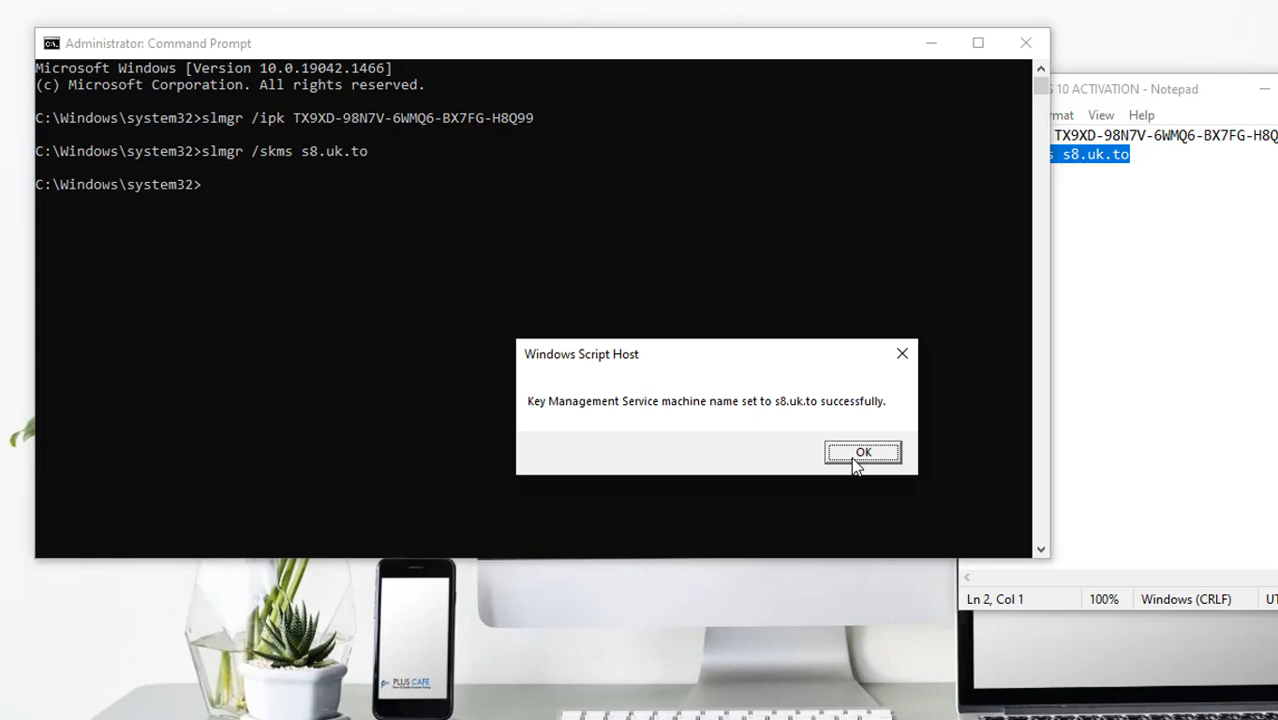 Administrator: Command Prompt
Microsoft Windows [Version 10.0.19042.1466]
(c) Microsoft Corporation. All rights reserved.
C:\Windows\system32>slmgr /ipk TX9XD-98N7V-6WMQ6-BX7FG-H8Q99
C:\Windows\system32>slmgr /skms s8.uk.to
C:\Windows\system32>
Windows Script Host
Key Management Service machine name set to s8.uk.to successfully.
OK
S 10 ACTIVATION - Notepad
rmat View Help
TX9XD-98N7V-6WMQ6-BX7FG-H8Q
s s8.uk.to
Ln 2, Col 1
100%
Windows (CRLF)
UT
PLUS CAFE